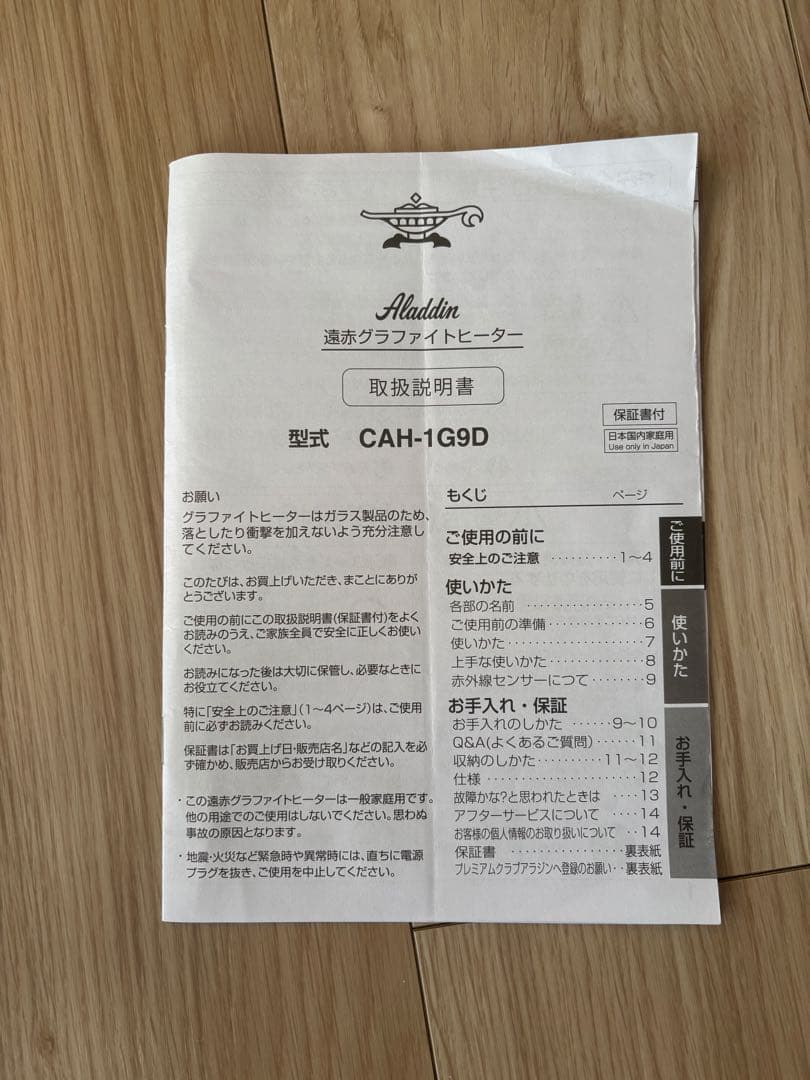 Aladdin
遠赤グラファイトヒーター
取扱説明書
保証書付
日本国内家庭用
Use only in Japan
型式 CAH-1G9D
お願い
グラファイトヒーターはガラス製品のため、
落としたり衝撃を加えないよう充分注意し
てください。
このたびは、お買上げいただき、まことにありが
とうございます。
ご使用の前にこの取扱説明書(保証書付)をよく
お読みのうえ、ご家族全員で安全に正しくお使い
ください。
お読みになった後は大切に保管し、必要なときに
お役立てください。
特に「安全上のご注意」(1〜4ページ)は、ご使用
前に必ずお読みください。
保証書は「お買上げ日・販売店名」などの記入を必
ず確かめ、販売店からお受け取りください。
・この遠赤グラファイトヒーターは一般家庭用です。
他の用途でのご使用はしないでください。思わぬ
事故の原因となります。
・地震・火災など緊急時や異常時には、直ちに電源
プラグを抜き、ご使用を中止してください。
もくじ ページ
ご使用の前に
安全上のご注意 ・・・・・・・・・・1〜4
使いかた
各部の名前 ・・・・・・・・・・・・・・・・・・5
ご使用前の準備・・・・・・・・・・・・・・・6
使いかた・・・・・・・・・・・・・・・・・・・・・7
上手な使いかた・・・・・・・・・・・・・・・8
赤外線センサーにつて・・・・・・・・9
お手入れ・保証
お手入れのしかた ・・・・・・9〜10
Q&A(よくあるご質問)・・・・・・11
収納のしかた・・・・・・・・・・11〜12
仕様 ・・・・・・・・・・・・・・・・・・・・・・・12
故障かな?と思われたときは ・・・・13
アフターサービスについて ・・・・14
お客様の個人情報のお取り扱いについて ・・14
保証書 ・・・・・・・・・・・・・・・・・裏表紙
プレミアムクラブアラジンへ登録のお願い・・裏表紙
ご使用前に
使いかた
お手入れ・保証